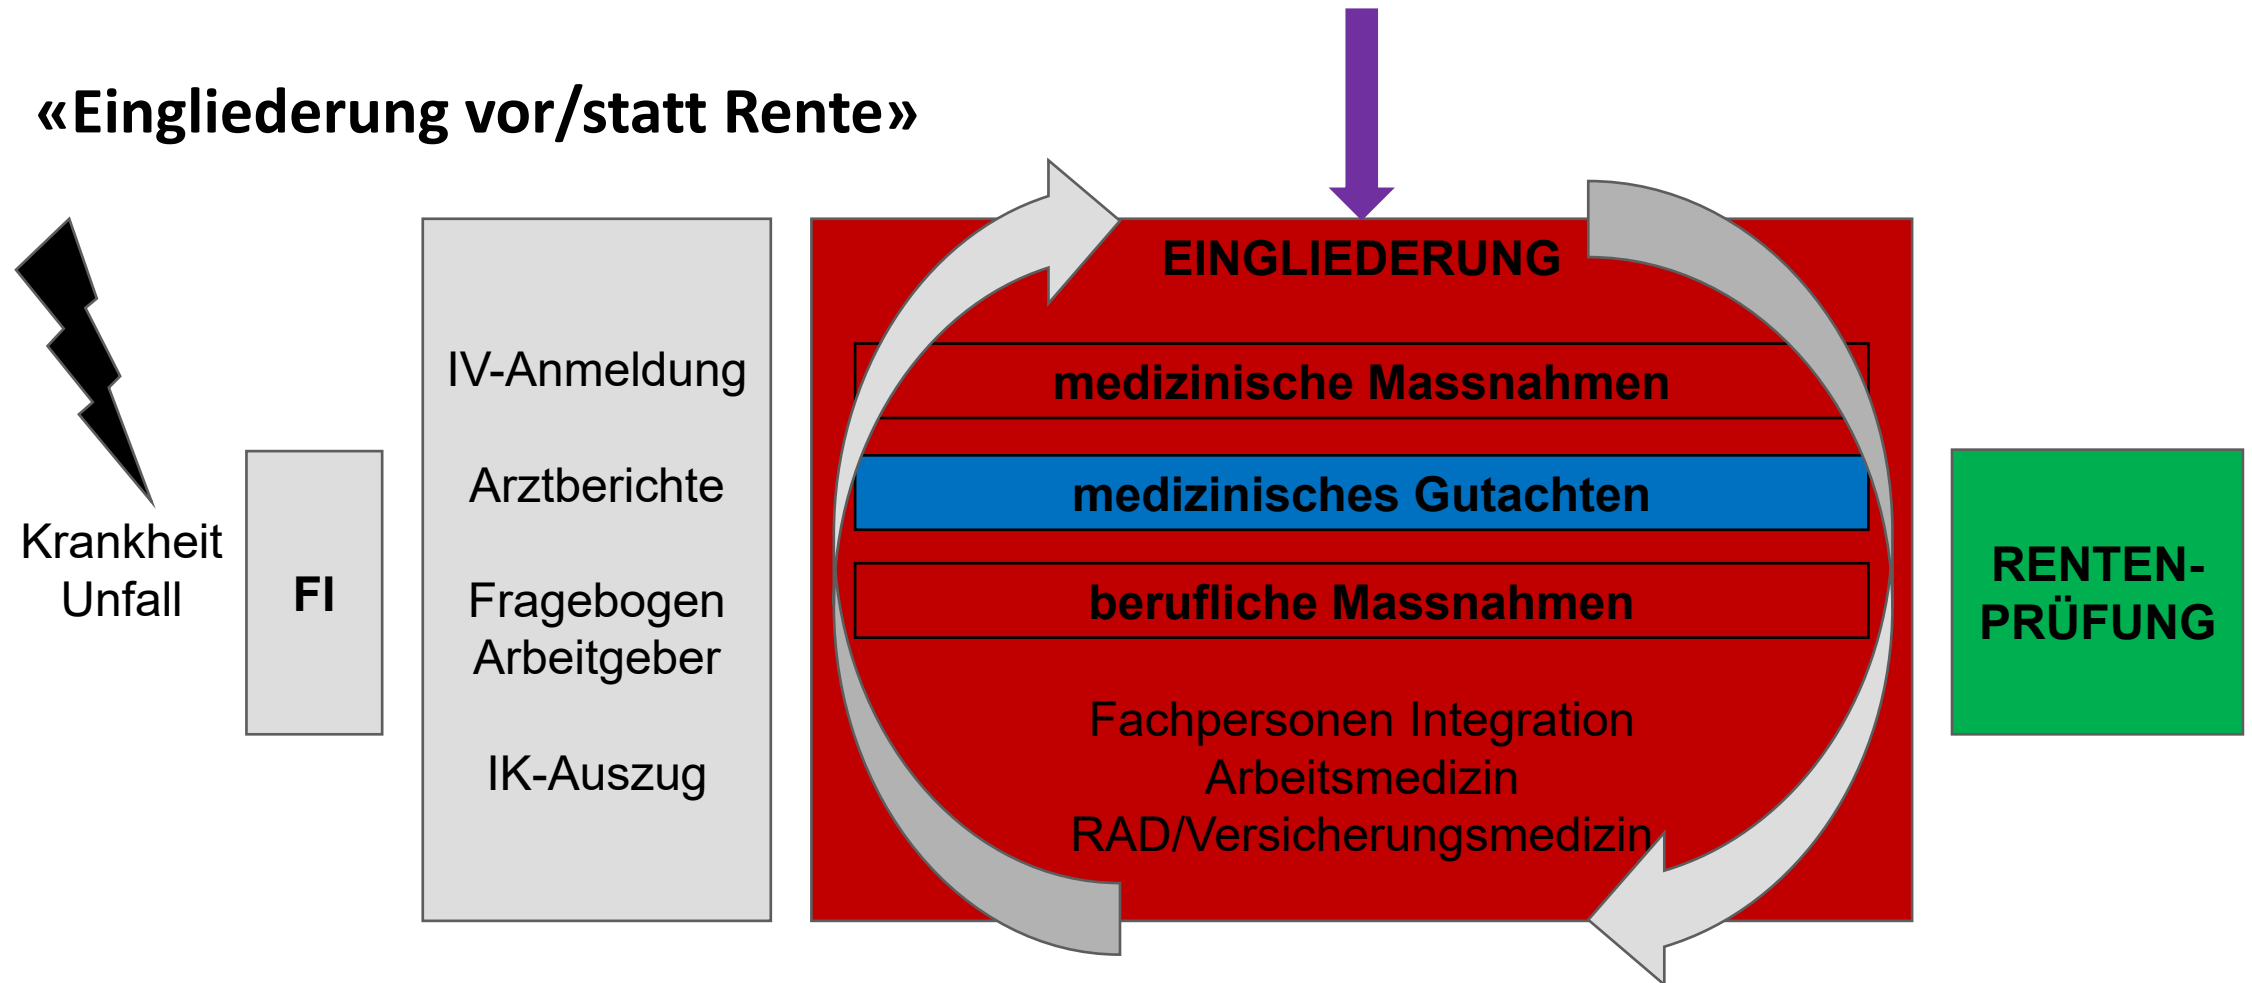 «Eingliederung vor/statt Rente»
Krankheit
Unfall
FI
IV-Anmeldung
Arztberichte
Fragebogen
Arbeitgeber
IK-Auszug
EINGLIEDERUNG
medizinische Massnahmen
medizinisches Gutachten
berufliche Massnahmen
Fachpersonen Integration
Arbeitsmedizin
RAD/Versicherungsmedizin
RENTEN-
PRÜFUNG